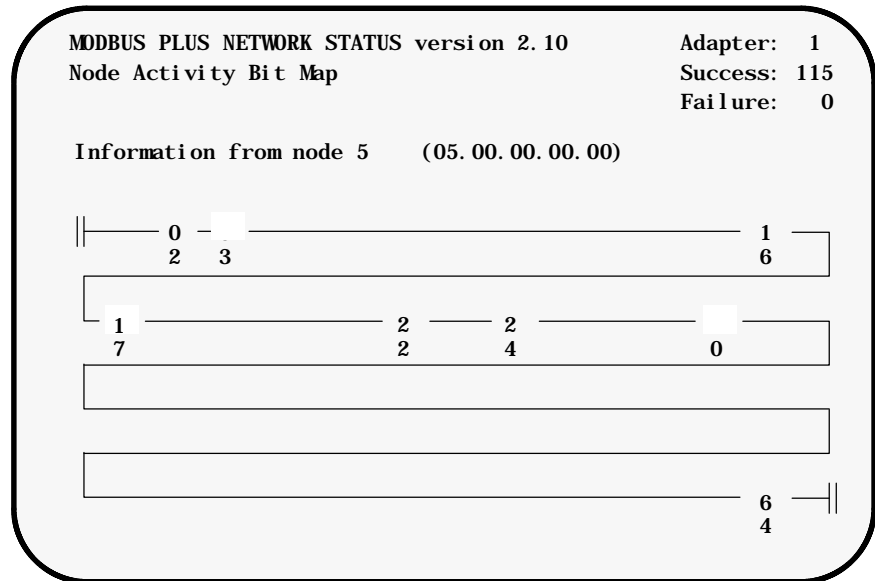 MODBUS PLUS NETWORK STATUS version 2.10 Adapter: 1
Node Activity Bit Map Success: 115
Failure: 0
Information from node 5 (05.00.00.00.00)
0 1
2 3 6
1 2 2
7 2 4 0
6
4